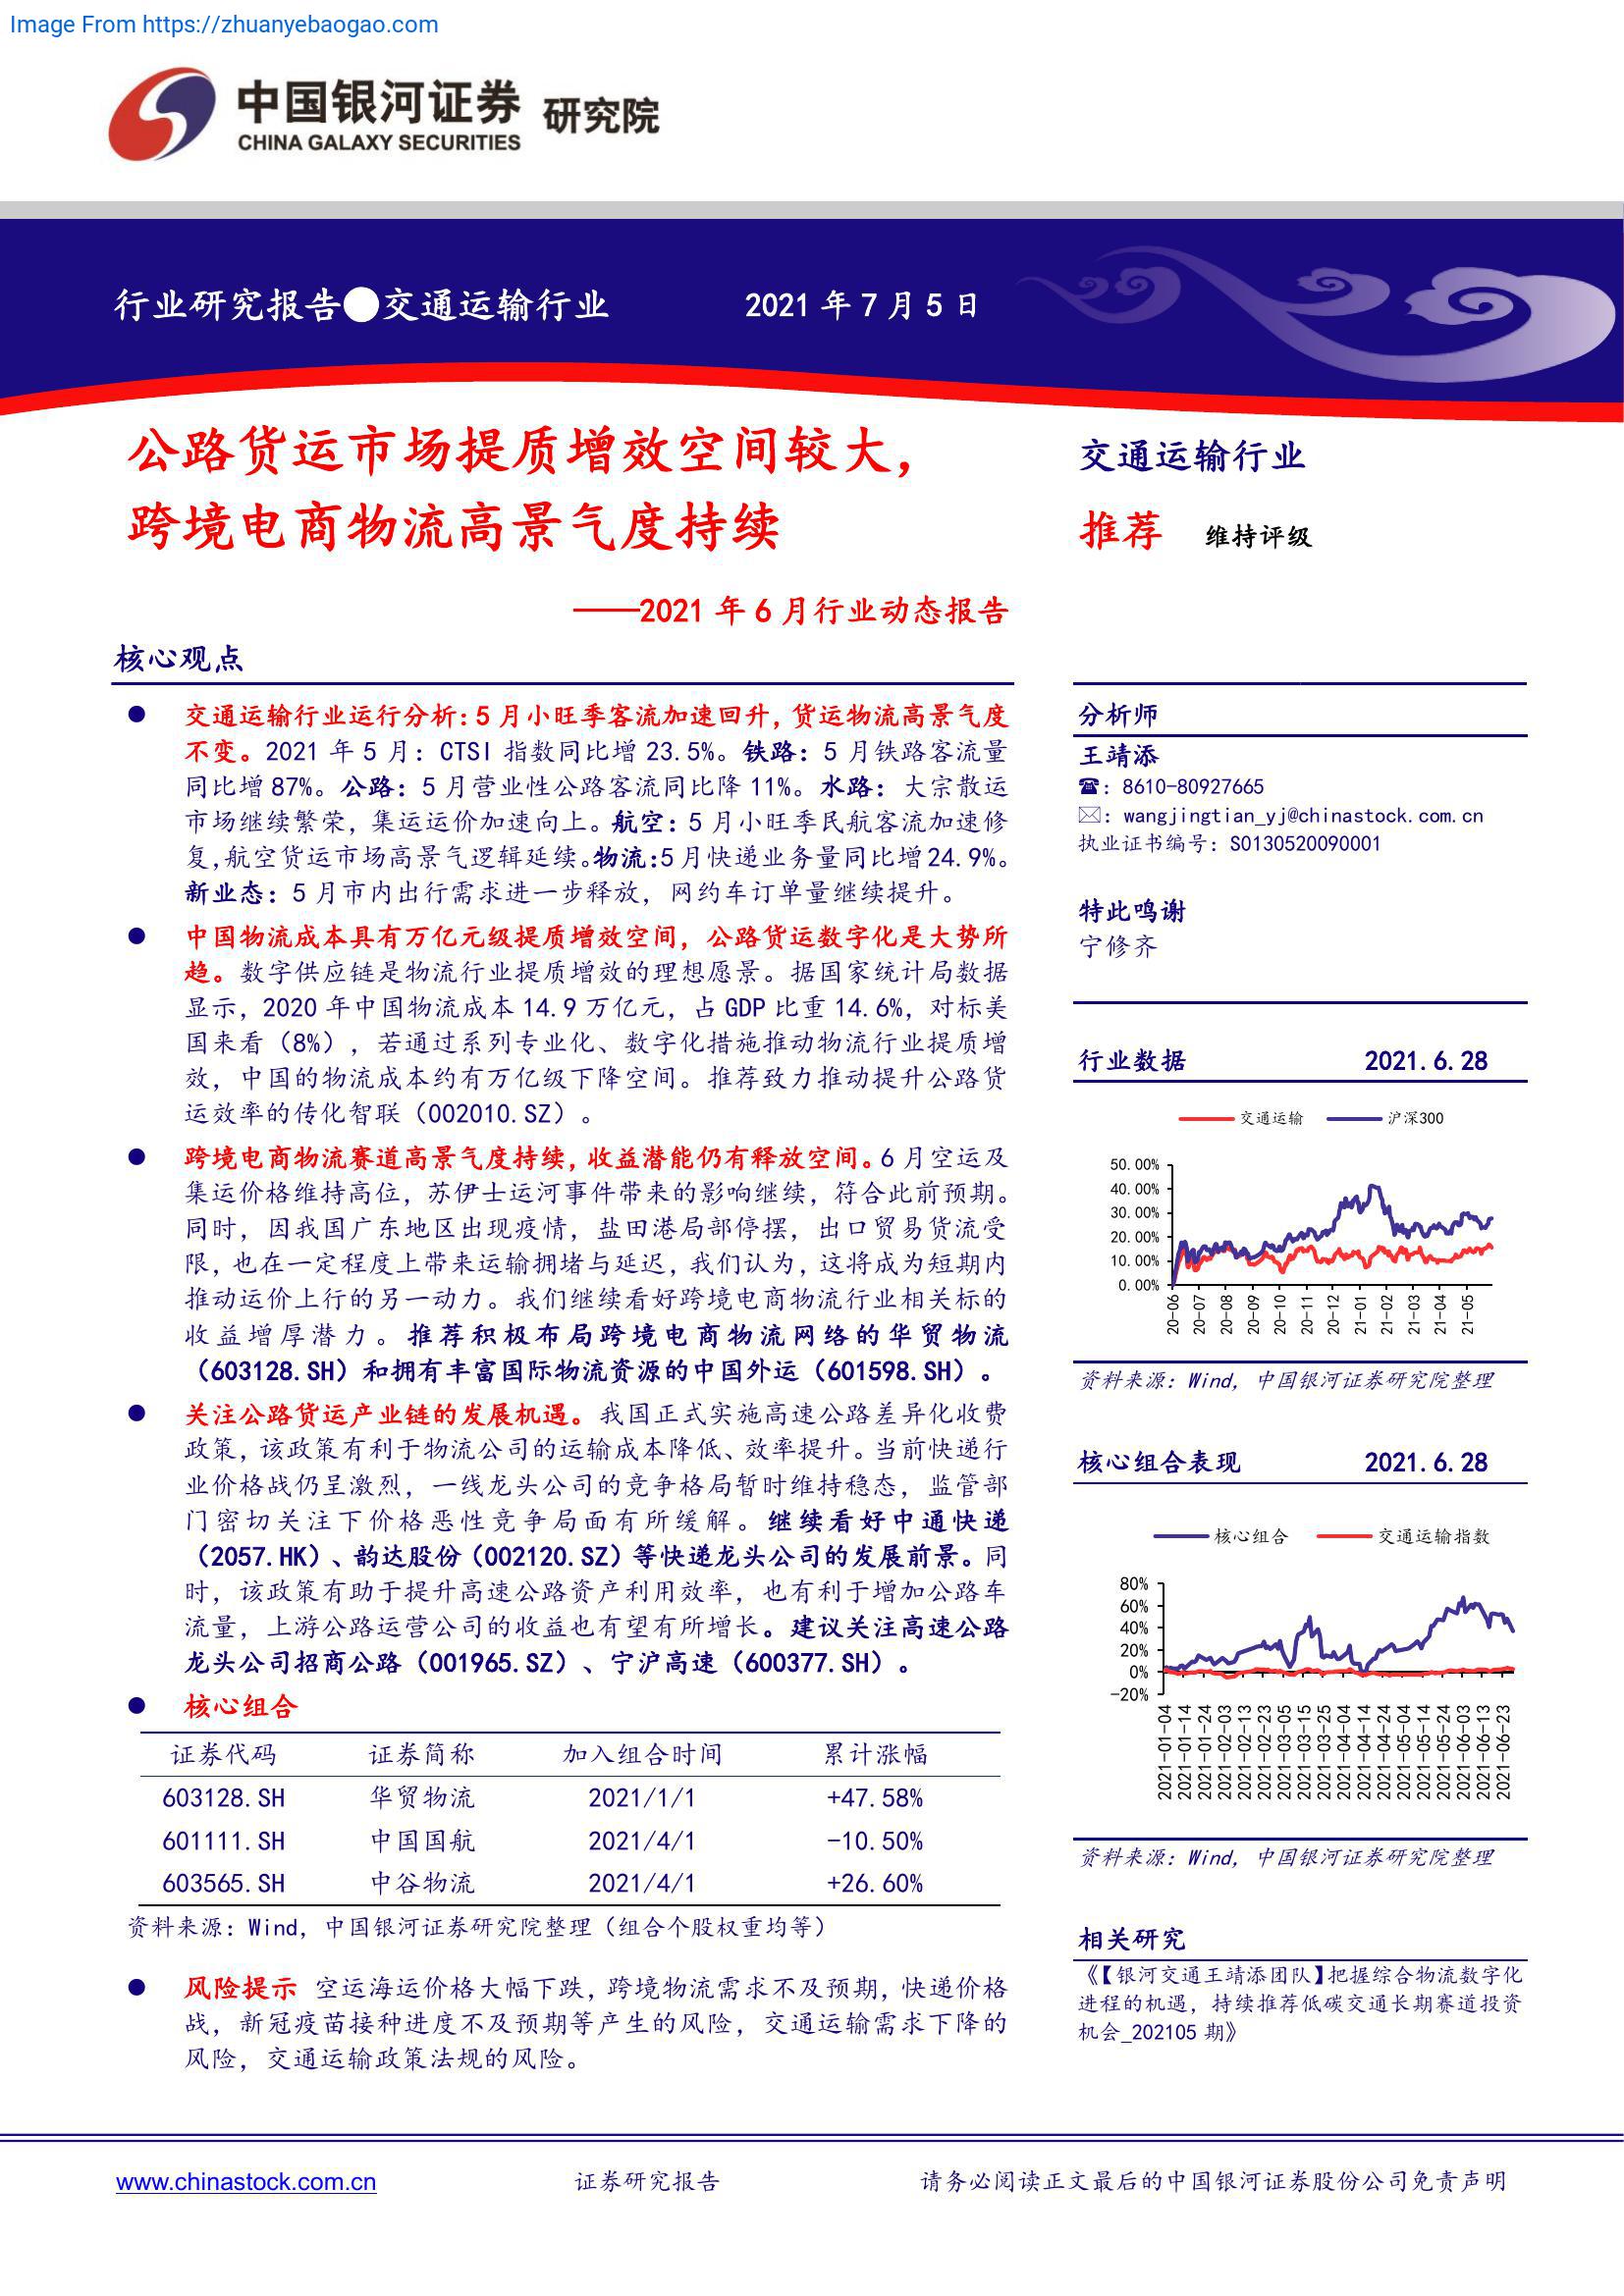 Image From https://zhuanyebaogao.com
中国银河证券 研究院
CHINA GALAXY SECURITIES
行业研究报告●交通运输行业 2021 年 7 月 5 日
公路货运市场提质增效空间较大，
跨境电商物流高景气度持续
——2021 年 6 月行业动态报告
核心观点
● 交通运输行业运行分析：5 月小旺季客流加速回升，货运物流高景气度
不变。2021 年 5 月：CTSI 指数同比增 23.5%。铁路：5 月铁路客流量
同比增 87%。公路：5 月营业性公路客流同比降 11%。水路：大宗散运
市场继续繁荣，集运运价加速向上。航空：5 月小旺季民航客流加速修
复，航空货运市场高景气逻辑延续。物流：5 月快递业务量同比增 24.9%。
新业态：5 月市内出行需求进一步释放，网约车订单量继续提升。
● 中国物流成本具有万亿元级提质增效空间，公路货运数字化是大势所
趋。数字供应链是物流行业提质增效的理想愿景。据国家统计局数据
显示，2020 年中国物流成本 14.9 万亿元，占 GDP 比重 14.6%，对标美
国来看（8%），若通过系列专业化、数字化措施推动物流行业提质增
效，中国的物流成本约有万亿级下降空间。推荐致力推动提升公路货
运效率的传化智联（002010.SZ）。
● 跨境电商物流赛道高景气度持续，收益潜能仍有释放空间。6 月空运及
集运价格维持高位，苏伊士运河事件带来的影响继续，符合此前预期。
同时，因我国广东地区出现疫情，盐田港局部停摆，出口贸易货流受
限，也在一定程度上带来运输拥堵与延迟，我们认为，这将成为短期内
推动运价上行的另一动力。我们继续看好跨境电商物流行业相关标的
收益增厚潜力。推荐积极布局跨境电商物流网络的华贸物流
（603128.SH）和拥有丰富国际物流资源的中国外运（601598.SH）。
● 关注公路货运产业链的发展机遇。我国正式实施高速公路差异化收费
政策，该政策有利于物流公司的运输成本降低、效率提升。当前快递行
业价格战仍呈激烈，一线龙头公司的竞争格局暂时维持稳态，监管部
门密切关注下价格恶性竞争局面有所缓解。继续看好中通快递
（2057.HK）、韵达股份（002120.SZ）等快递龙头公司的发展前景。同
时，该政策有助于提升高速公路资产利用效率，也有利于增加公路车
流量，上游公路运营公司的收益也有望有所增长。建议关注高速公路
龙头公司招商公路（001965.SZ）、宁沪高速（600377.SH）。
● 核心组合
证券代码 证券简称 加入组合时间 累计涨幅
603128.SH 华贸物流 2021/1/1 +47.58%
601111.SH 中国国航 2021/4/1 -10.50%
603565.SH 中谷物流 2021/4/1 +26.60%
资料来源：Wind，中国银河证券研究院整理（组合个股权重均等）
● 风险提示 空运海运价格大幅下跌，跨境物流需求不及预期，快递价格
战，新冠疫苗接种进度不及预期等产生的风险，交通运输需求下降的
风险，交通运输政策法规的风险。
交通运输行业
推荐 维持评级
分析师
王靖添
☎：8610-80927665
✉：wangjingtian_yj@chinastock.com.cn
执业证书编号：S0130520090001
特此鸣谢
宁修齐
行业数据 2021.6.28
交通运输 沪深300
50.00%
40.00%
30.00%
20.00%
10.00%
0.00%
20-06 20-07 20-08 20-09 20-10 20-11 20-12 21-01 21-02 21-03 21-04 21-05
资料来源：Wind, 中国银河证券研究院整理
核心组合表现 2021.6.28
核心组合 交通运输指数
80%
60%
40%
20%
0%
-20%
2021-01-04 2021-01-14 2021-01-24 2021-02-03 2021-02-13 2021-02-23 2021-03-05 2021-03-15 2021-03-25 2021-04-04 2021-04-14 2021-04-24 2021-05-04 2021-05-14 2021-05-24 2021-06-03 2021-06-13 2021-06-23
资料来源：Wind, 中国银河证券研究院整理
相关研究
《【银河交通王靖添团队】把握综合物流数字化
进程的机遇，持续推荐低碳交通长期赛道投资
机会_202105 期》
www.chinastock.com.cn 证券研究报告 请务必阅读正文最后的中国银河证券股份公司免责声明